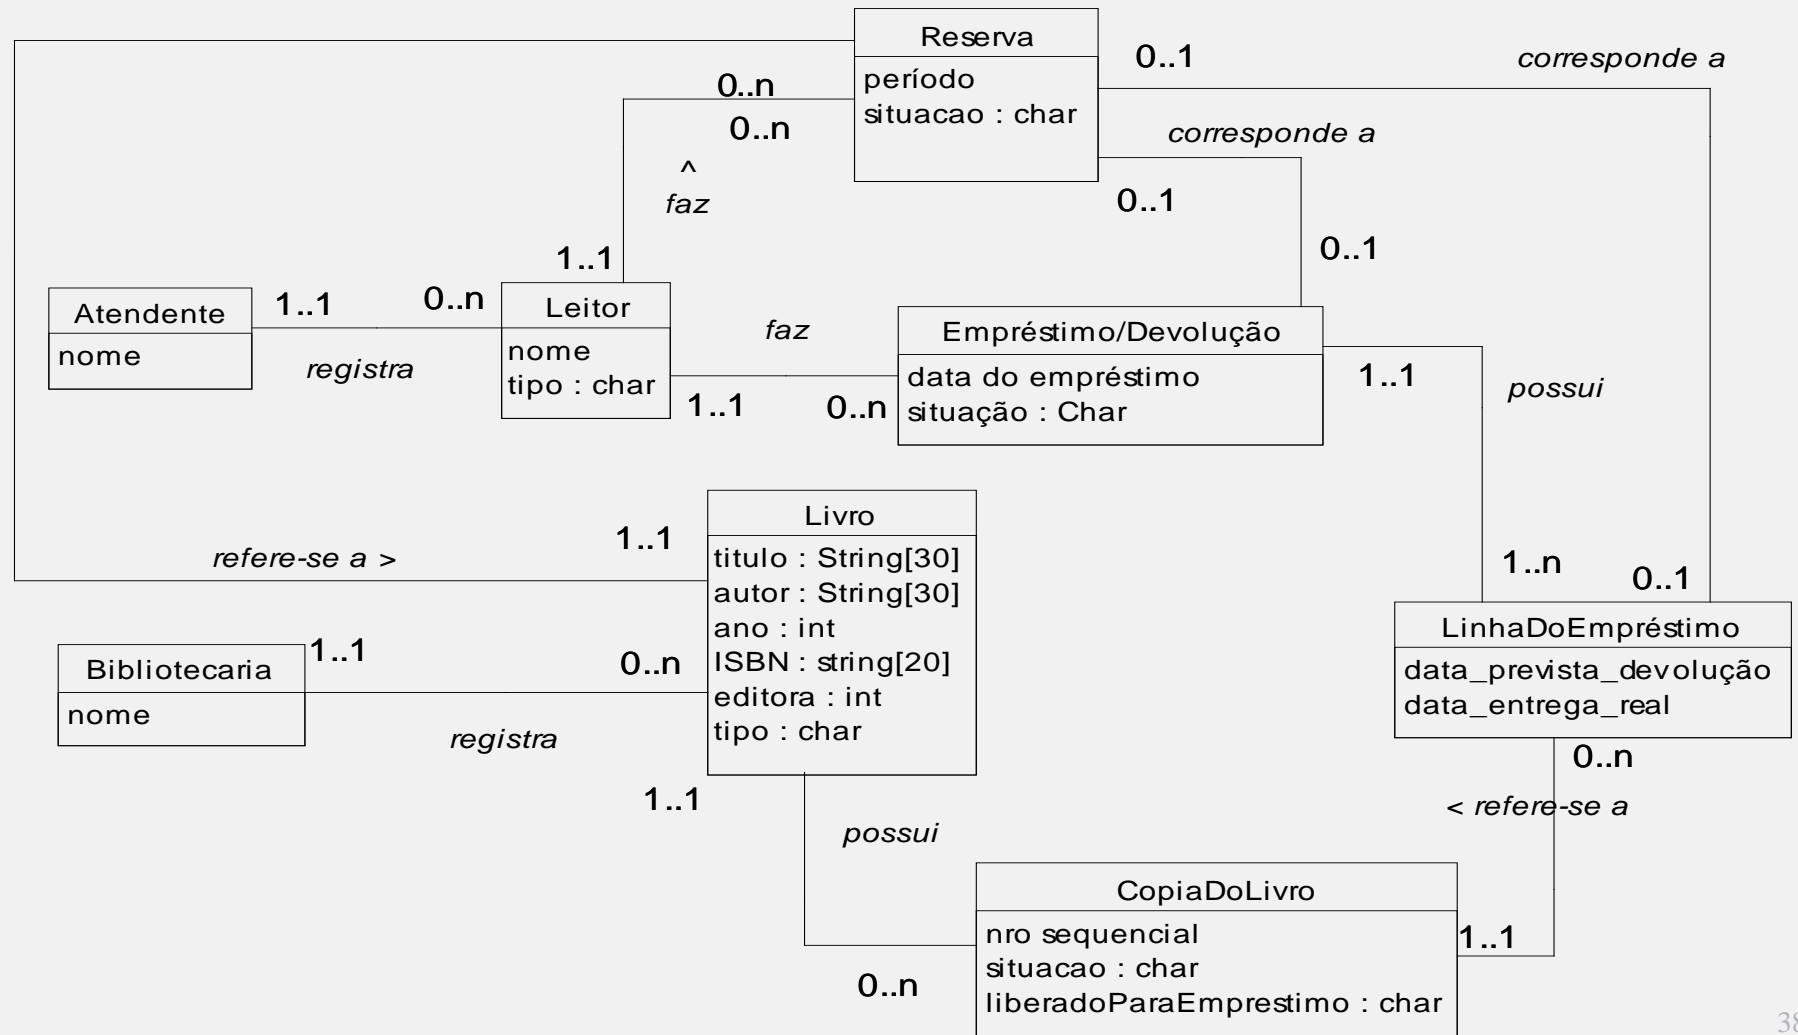 Reserva
período
situacao : char
0..1
corresponde a
0..n
0..n
corresponde a
^
faz
0..1
0..1
1..1
Atendente
nome
1..1
0..n
registra
Leitor
nome
tipo : char
faz
1..1
0..n
Empréstimo/Devolução
data do empréstimo
situação : Char
1..1
possui
Livro
titulo : String[30]
autor : String[30]
ano : int
ISBN : string[20]
editora : int
tipo : char
1..1
refere-se a >
1..n
0..1
LinhaDoEmpréstimo
data_prevista_devolução
data_entrega_real
Bibliotecaria
nome
1..1
0..n
registra
0..n
< refere-se a
1..1
possui
CopiaDoLivro
nro sequencial
situacao : char
liberadoParaEmprestimo : char
1..1
0..n
38